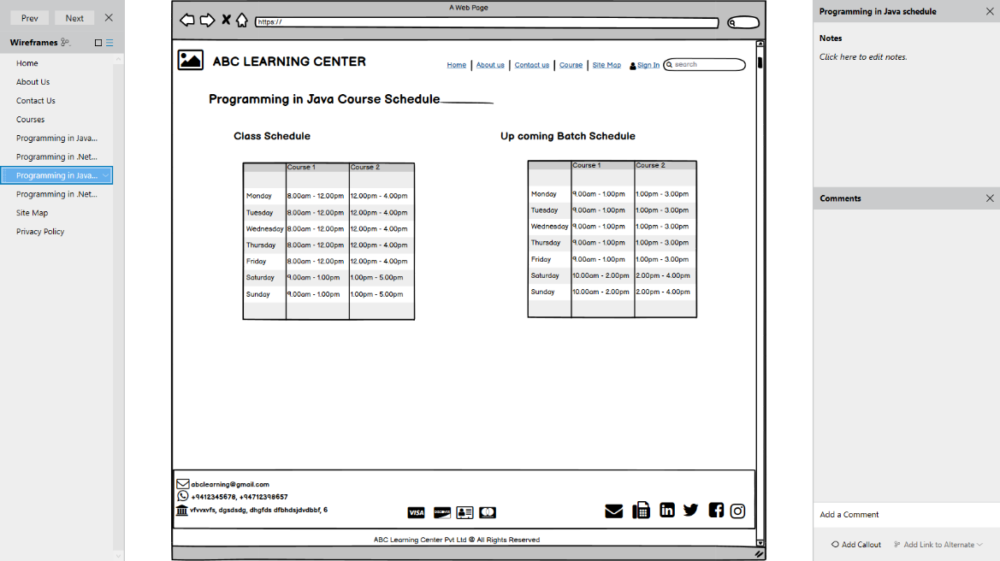 Prev Next
Wireframes
Home
About Us
Contact Us
Courses
Programming in Java...
Programming in .Net...
Programming in Java...
Programming in .Net...
Site Map
Privacy Policy
A Web Page
https://
ABC LEARNING CENTER
Home About us Contact us Course Site Map Sign In search
Programming in Java Course Schedule
Class Schedule
Course 1 Course 2
Monday 8.00am - 12.00pm 12.00pm - 4.00pm
Tuesday 8.00am - 12.00pm 12.00pm - 4.00pm
Wednesday 8.00am - 12.00pm 12.00pm - 4.00pm
Thursday 8.00am - 12.00pm 12.00pm - 4.00pm
Friday 8.00am - 12.00pm 12.00pm - 4.00pm
Saturday 9.00am - 1.00pm 1.00pm - 5.00pm
Sunday 9.00am - 1.00pm 1.00pm - 5.00pm
Up coming Batch Schedule
Course 1 Course 2
Monday 9.00am - 1.00pm 1.00pm - 3.00pm
Tuesday 9.00am - 1.00pm 1.00pm - 3.00pm
Wednesday 9.00am - 1.00pm 1.00pm - 3.00pm
Thursday 9.00am - 1.00pm 1.00pm - 3.00pm
Friday 9.00am - 1.00pm 1.00pm - 3.00pm
Saturday 10.00am - 2.00pm 2.00pm - 4.00pm
Sunday 10.00am - 2.00pm 2.00pm - 4.00pm
abclearning@gmail.com
+9412345678, +94712398657
vfvvxvfs, dgsdsdg, dhgfds dfbhdsjdvdbbf, 6
VISA DISCOVER
ABC Learning Center Pvt Ltd @ All Rights Reserved
Programming in Java schedule
Notes
Click here to edit notes.
Comments
Add a Comment
Add Callout Add Link to Alternate